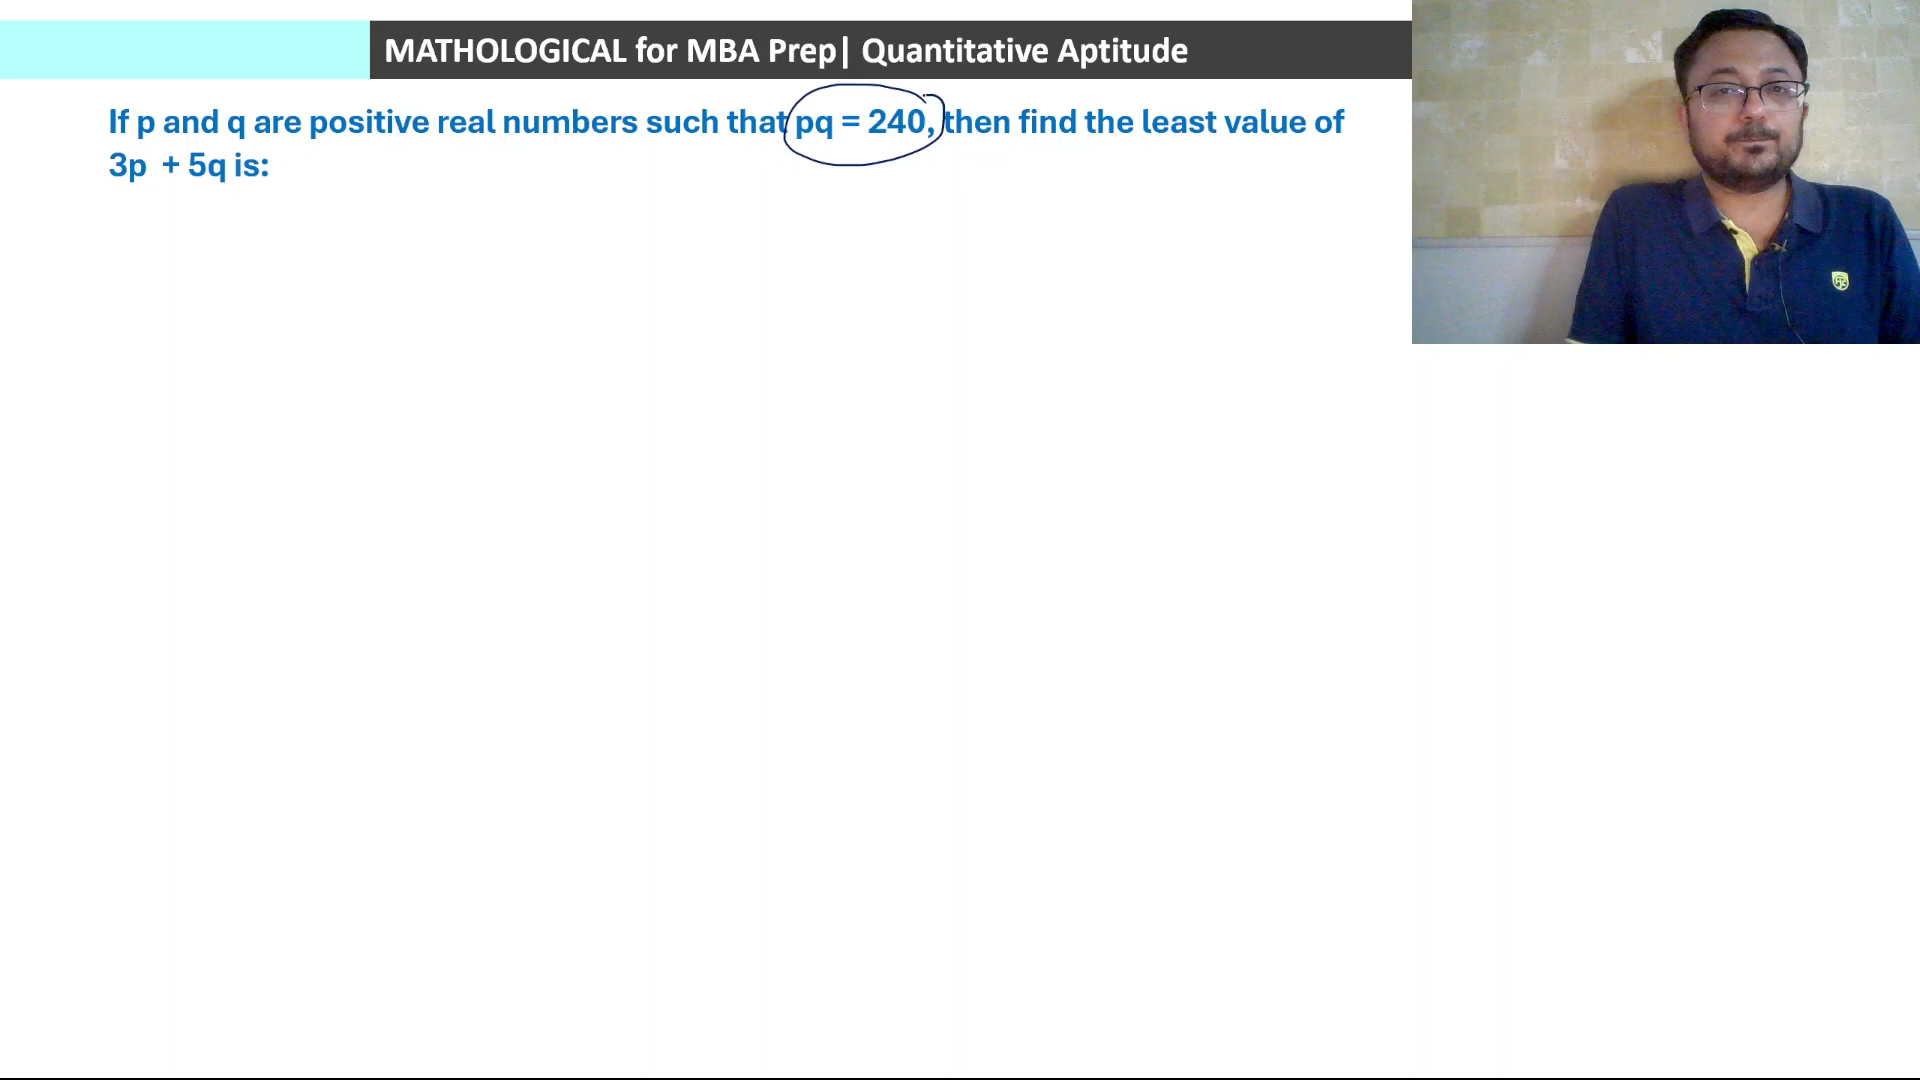 MATHOLOGICAL for MBA Prep| Quantitative Aptitude
If p and q are positive real numbers such that pq = 240, then find the least value of
3p + 5q is: